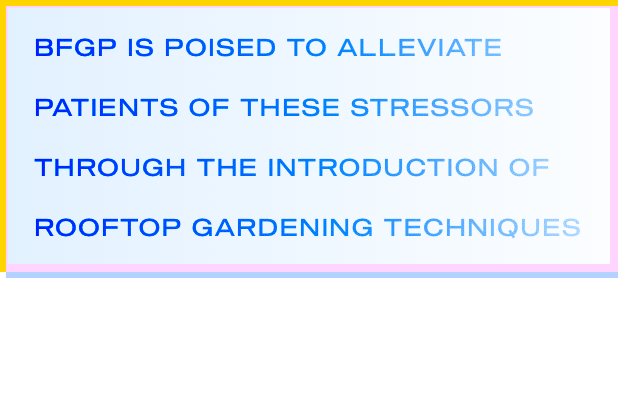 BFGP IS POISED TO ALLEVIATE
PATIENTS OF THESE STRESSORS
THROUGH THE INTRODUCTION OF
ROOFTOP GARDENING TECHNIQUES